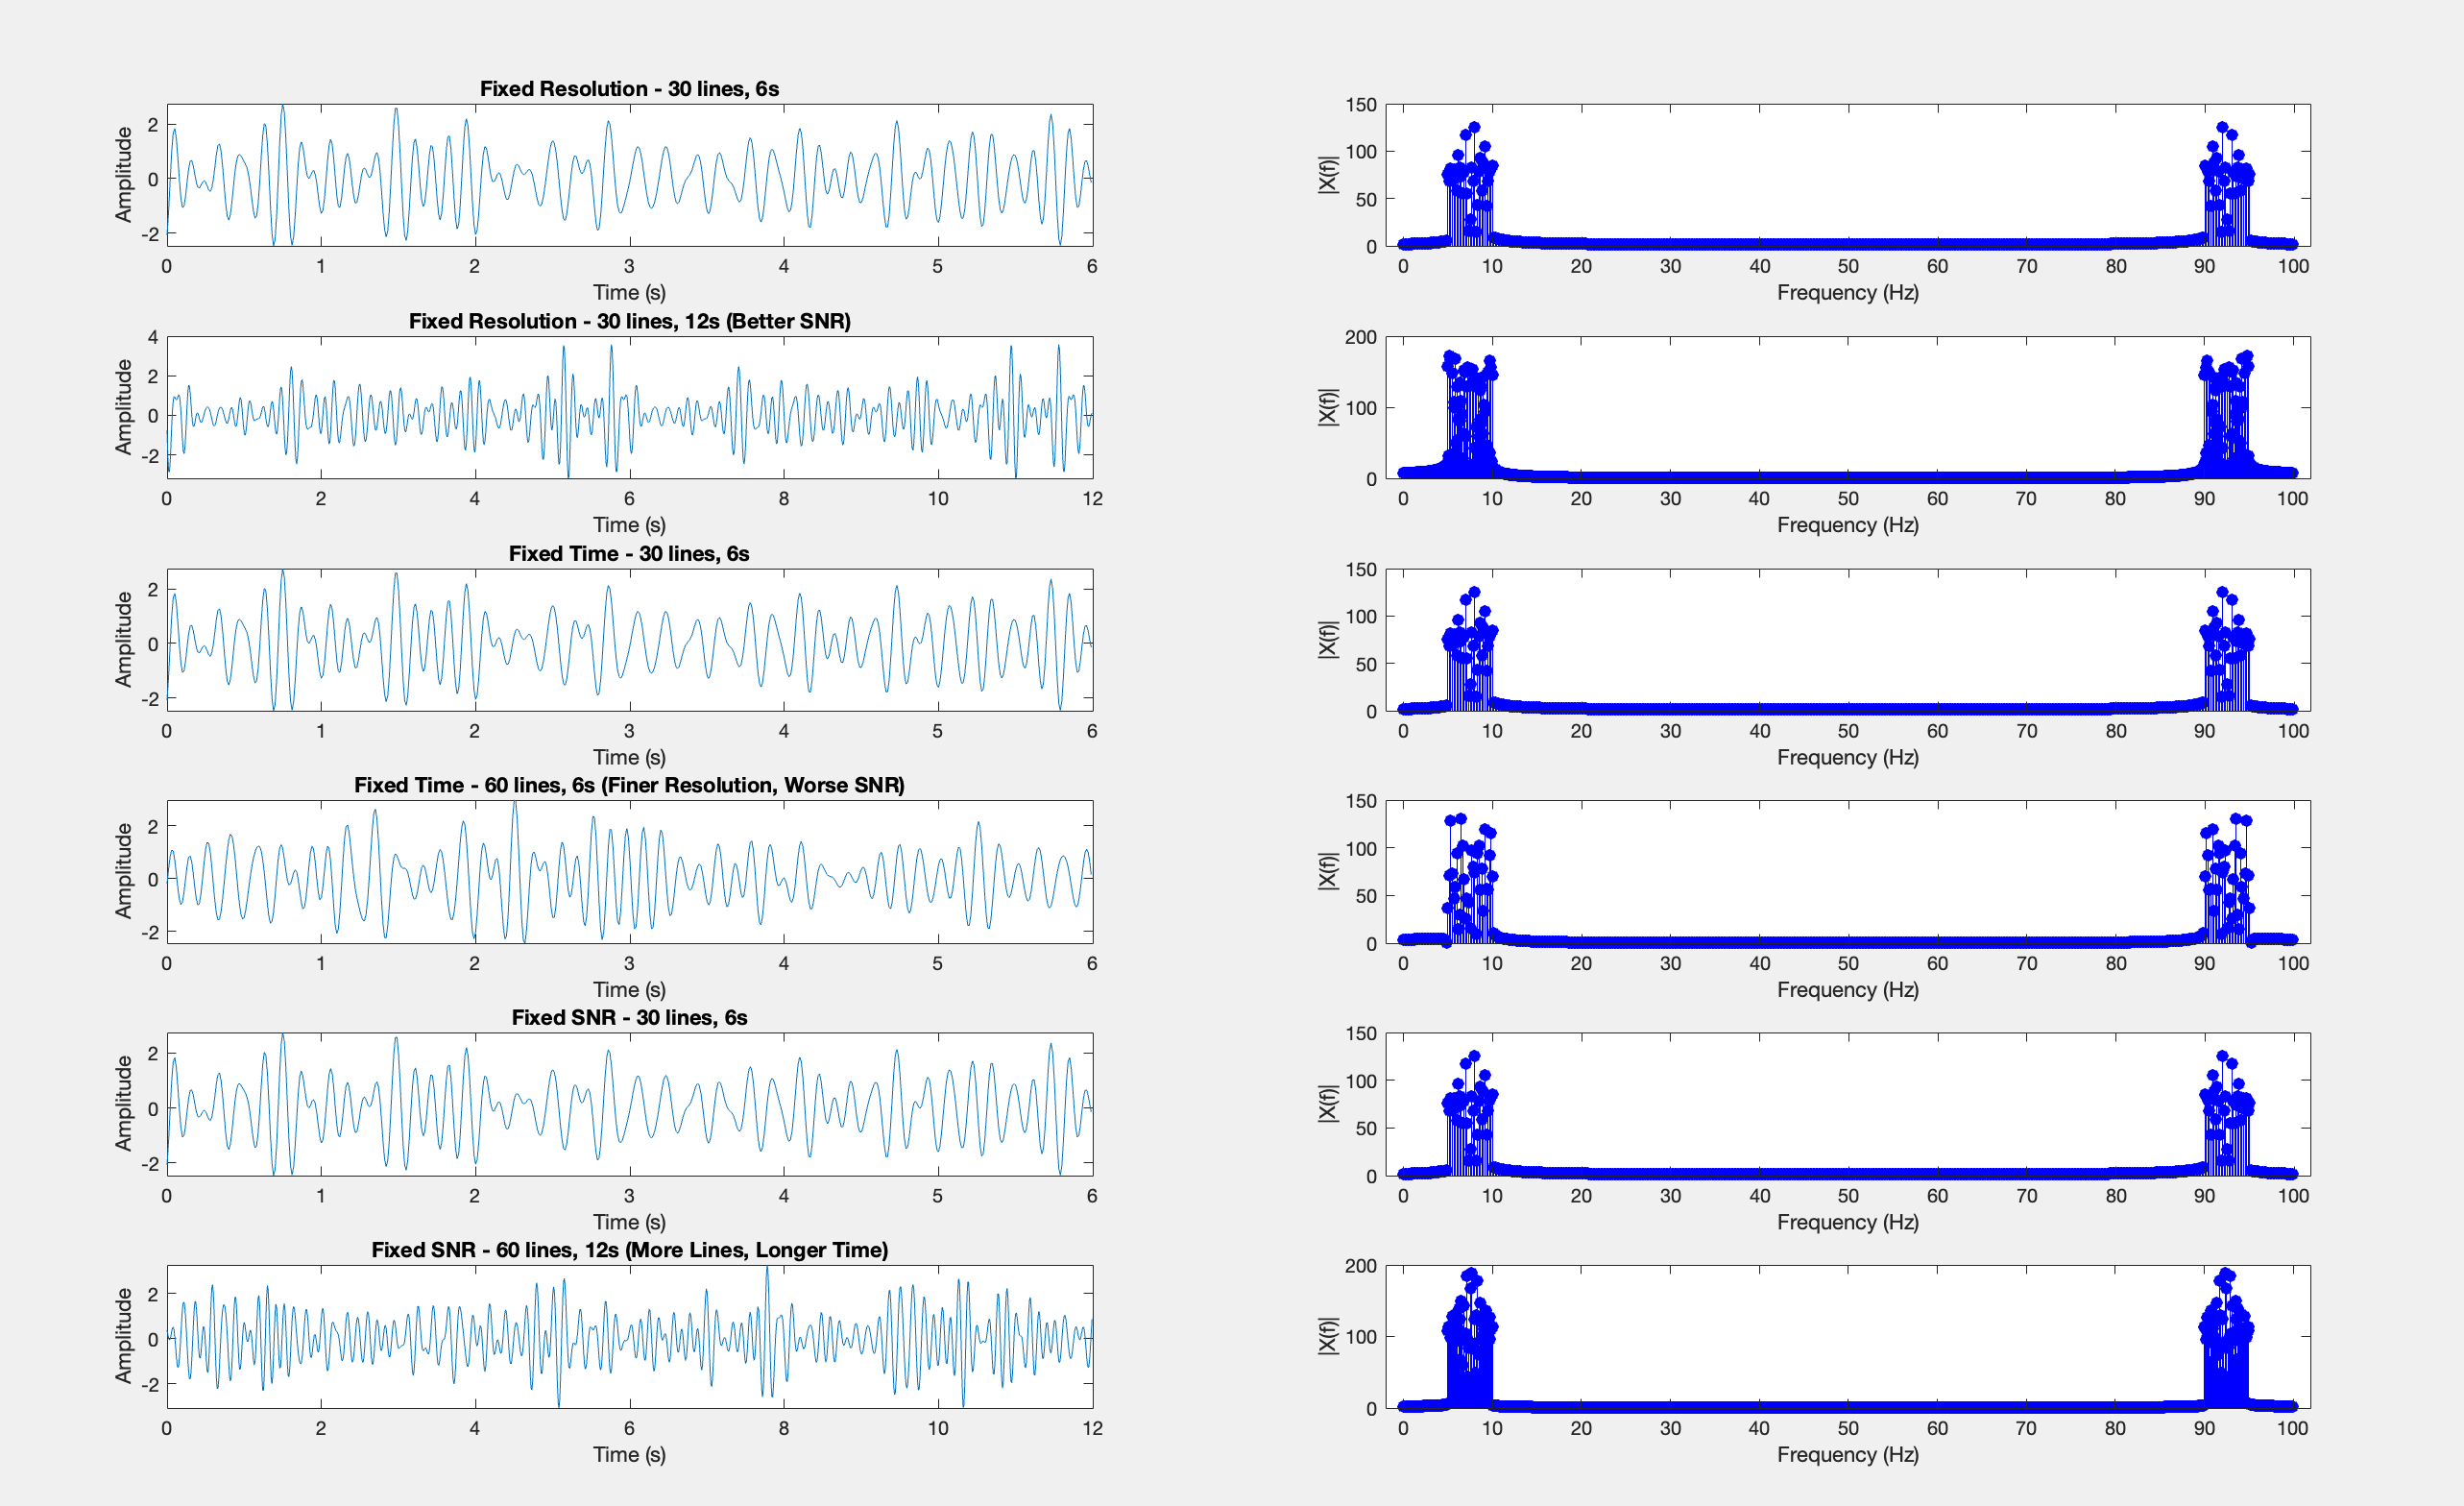 Fixed Resolution - 30 lines, 6s
Amplitude
2
0
-2
0 1 2 3 4 5 6
Time (s)
|X(f)|
150
100
50
0
0 10 20 30 40 50 60 70 80 90 100
Frequency (Hz)
Fixed Resolution - 30 lines, 12s (Better SNR)
Amplitude
4
2
0
-2
0 2 4 6 8 10 12
Time (s)
|X(f)|
200
100
0
0 10 20 30 40 50 60 70 80 90 100
Frequency (Hz)
Fixed Time - 30 lines, 6s
Amplitude
2
0
-2
0 1 2 3 4 5 6
Time (s)
|X(f)|
150
100
50
0
0 10 20 30 40 50 60 70 80 90 100
Frequency (Hz)
Fixed Time - 60 lines, 6s (Finer Resolution, Worse SNR)
Amplitude
2
0
-2
0 1 2 3 4 5 6
Time (s)
|X(f)|
150
100
50
0
0 10 20 30 40 50 60 70 80 90 100
Frequency (Hz)
Fixed SNR - 30 lines, 6s
Amplitude
2
0
-2
0 1 2 3 4 5 6
Time (s)
|X(f)|
150
100
50
0
0 10 20 30 40 50 60 70 80 90 100
Frequency (Hz)
Fixed SNR - 60 lines, 12s (More Lines, Longer Time)
Amplitude
2
0
-2
0 2 4 6 8 10 12
Time (s)
|X(f)|
200
100
0
0 10 20 30 40 50 60 70 80 90 100
Frequency (Hz)